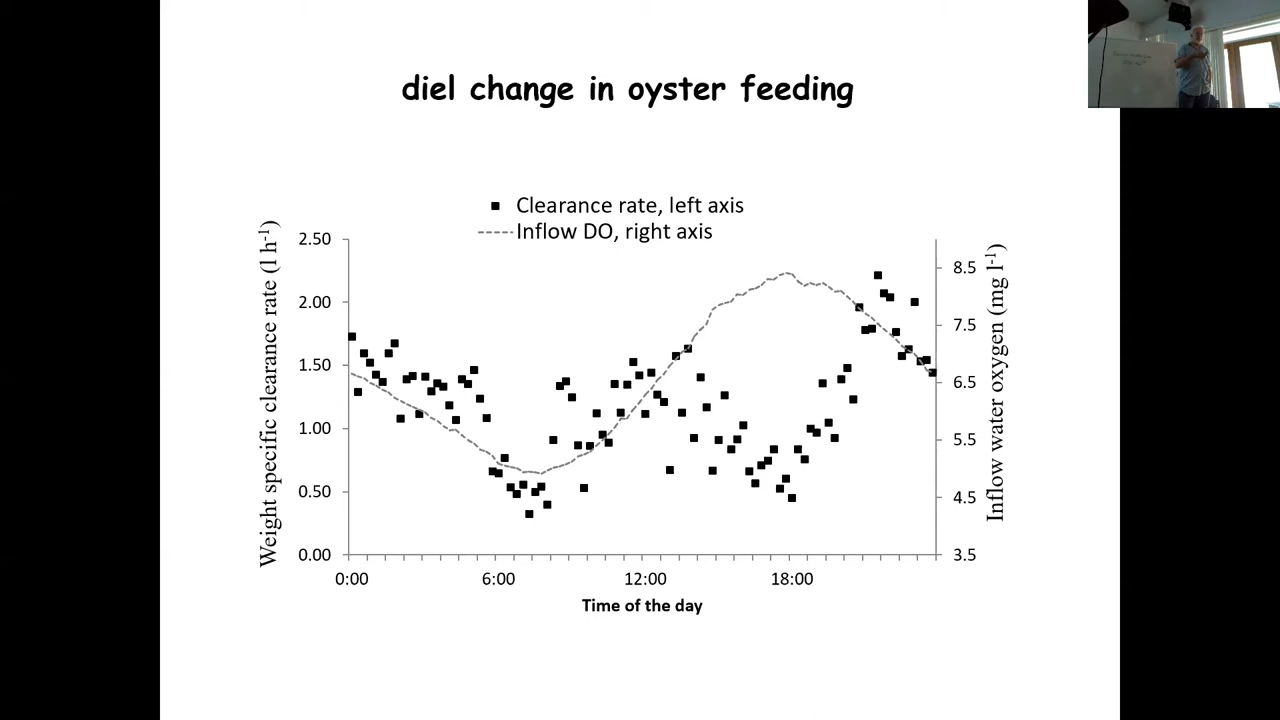 diel change in oyster feeding
Clearance rate, left axis
Inflow DO, right axis
Weight specific clearance rate (l h-1)
2.50
2.00
1.50
1.00
0.50
0.00
8.5
7.5
6.5
5.5
4.5
3.5
Inflow water oxygen (mg l-1)
0:00 6:00 12:00 18:00
Time of the day